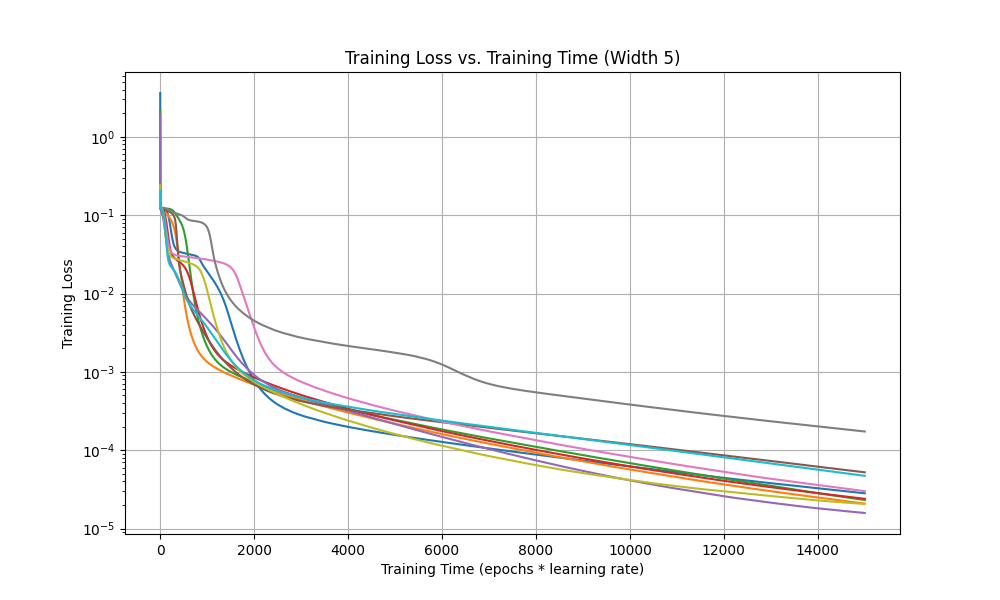 Training Loss vs. Training Time (Width 5)
Training Loss
10⁰
10⁻¹
10⁻²
10⁻³
10⁻⁴
10⁻⁵
0 2000 4000 6000 8000 10000 12000 14000
Training Time (epochs * learning rate)